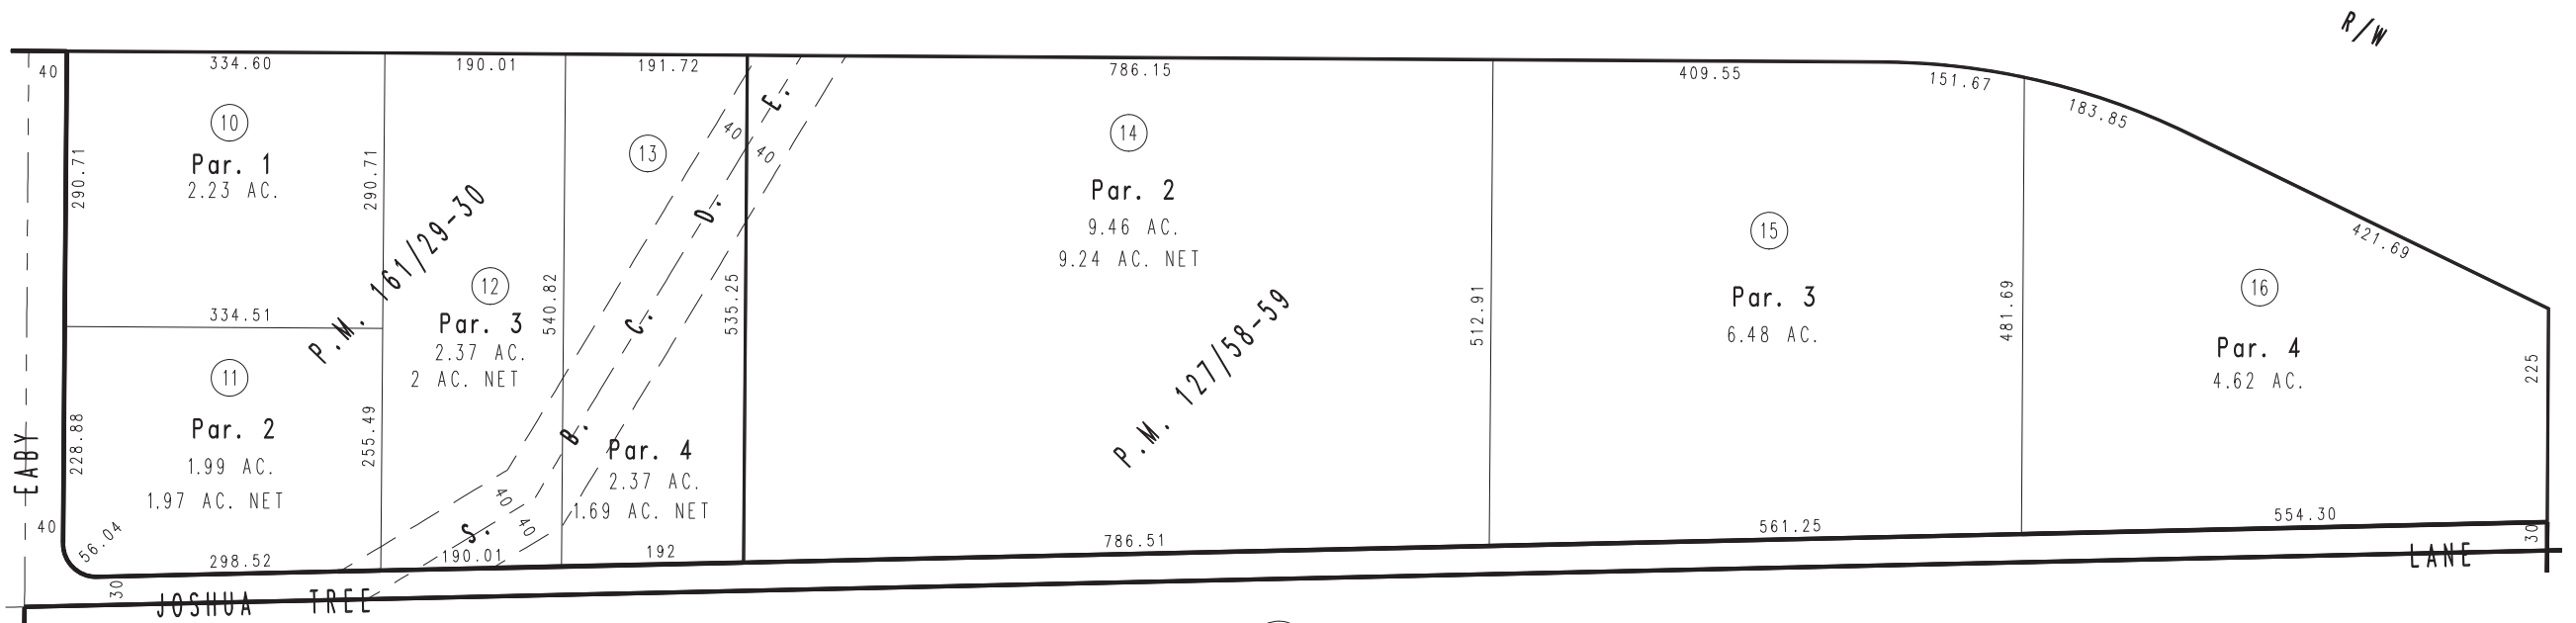 R/W
40
334.60
190.01
191.72
786.15
409.55
151.67
183.85
421.69
10
Par. 1
2.23 AC.
290.71
290.71
334.51
P.M. 161/29-30
11
Par. 2
1.99 AC.
1.97 AC. NET
228.88
255.49
56.04
298.52
40
EABY
12
Par. 3
2.37 AC.
2 AC. NET
540.82
190.01
13
Par. 4
2.37 AC.
1.69 AC. NET
535.25
192
S. B. C. D. E.
40
40
40
40
14
Par. 2
9.46 AC.
9.24 AC. NET
P.M. 127/58-59
786.51
512.91
15
Par. 3
6.48 AC.
561.25
481.69
16
Par. 4
4.62 AC.
554.30
225
30
30
JOSHUA TREE LANE